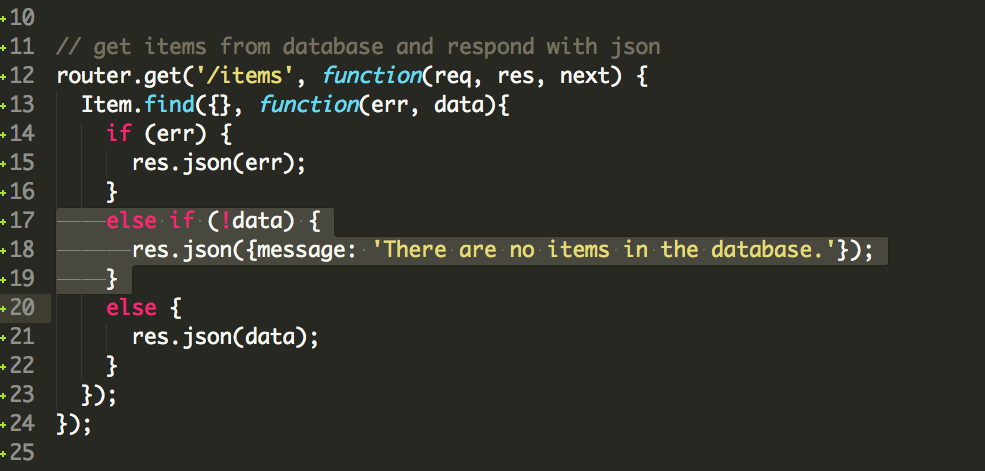 10
11 // get items from database and respond with json
12 router.get('/items', function(req, res, next) {
13   Item.find({}, function(err, data){
14     if (err) {
15       res.json(err);
16     }
17     else if (!data) {
18       res.json({message: 'There are no items in the database.'});
19     }
20     else {
21       res.json(data);
22     }
23   });
24 });
25